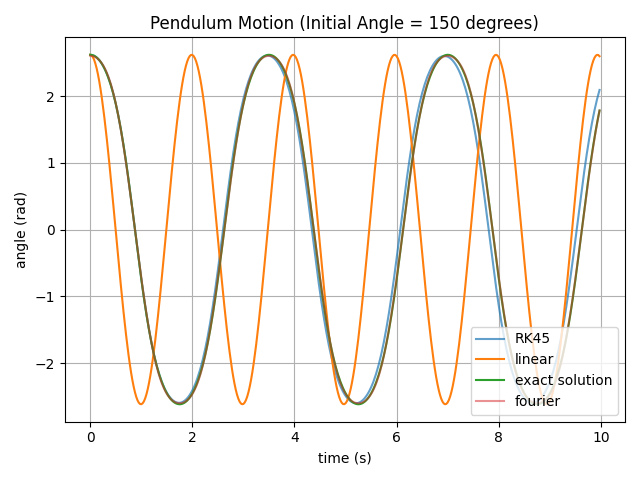 Pendulum Motion (Initial Angle = 150 degrees)
angle (rad)
2
1
0
−1
−2
0 2 4 6 8 10
time (s)
RK45
linear
exact solution
fourier